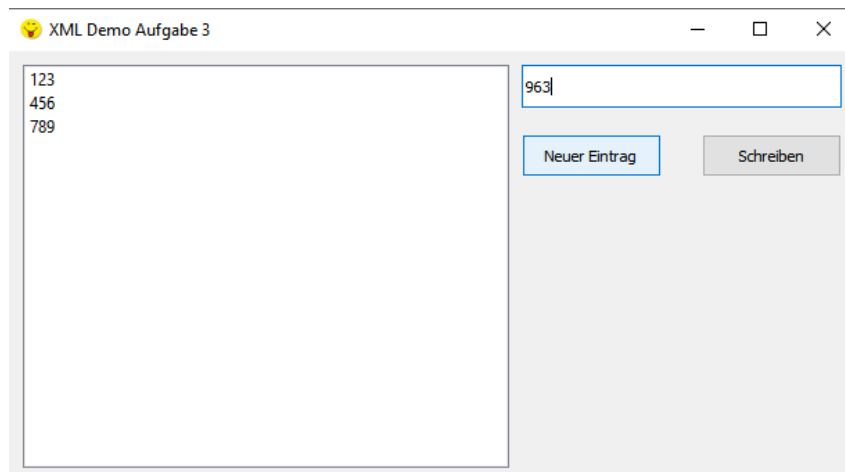 XML Demo Aufgabe 3
123
456
789
963
Neuer Eintrag
Schreiben